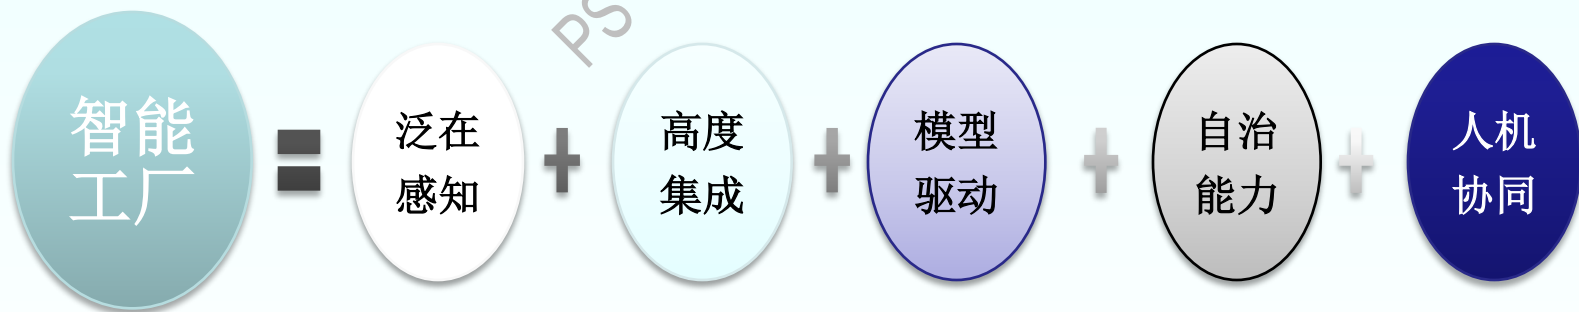 PS
智能
工厂
=
泛在
感知
+
高度
集成
+
模型
驱动
+
自治
能力
+
人机
协同